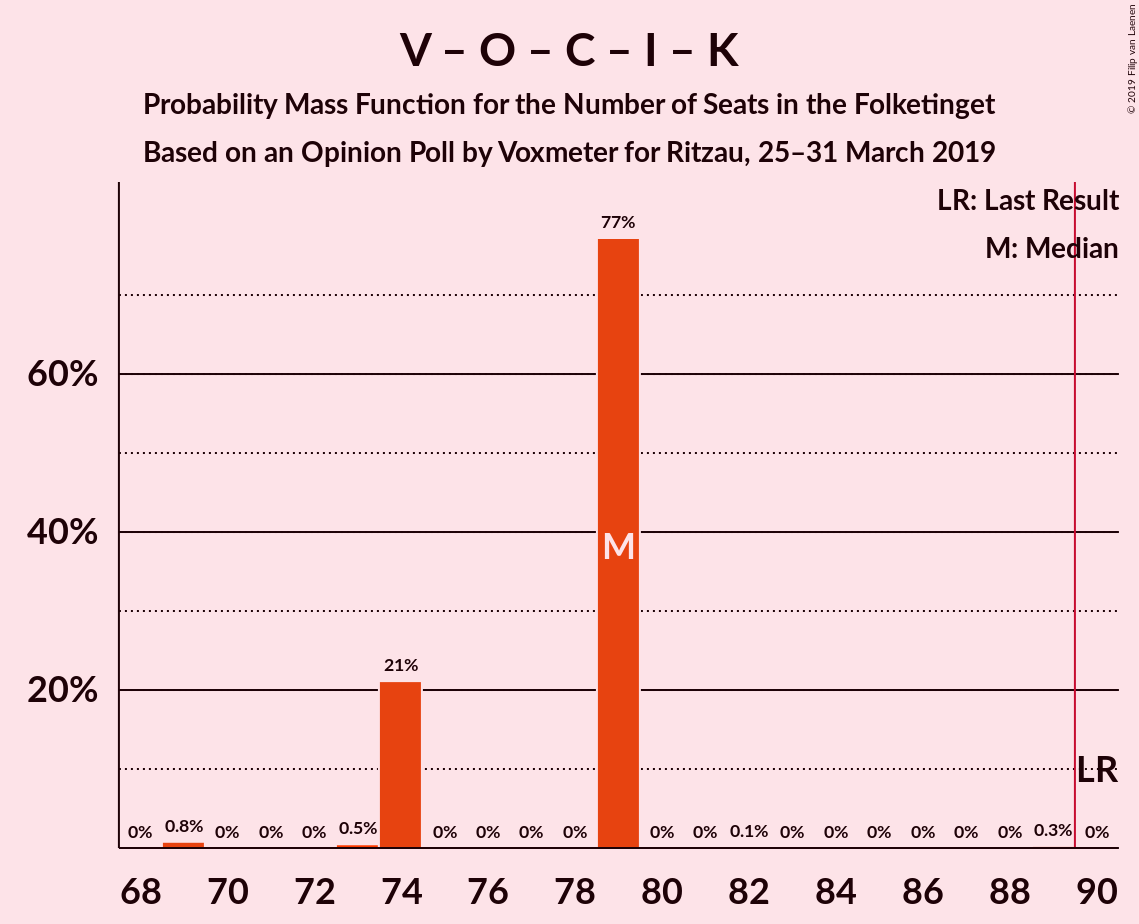 V – O – C – I – K
Probability Mass Function for the Number of Seats in the Folketinget
Based on an Opinion Poll by Voxmeter for Ritzau, 25–31 March 2019
© 2019 Filip van Laenen
LR: Last Result
M: Median
77%
60%
40%
M
21%
20%
LR
0% 0.8% 0% 0% 0% 0.5% 0% 0% 0% 0% 0% 0% 0.1% 0% 0% 0% 0% 0% 0% 0.3% 0%
68 70 72 74 76 78 80 82 84 86 88 90